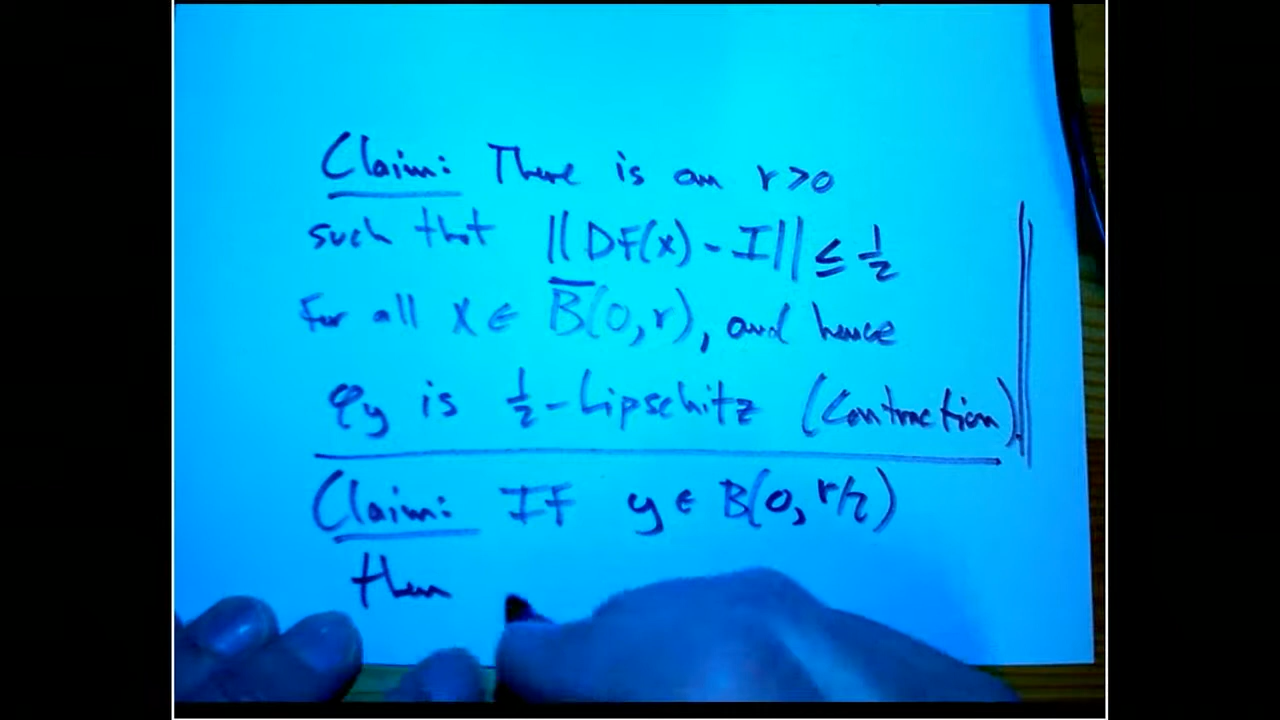 Claim: There is an r>0
such that ||DF(x) - I|| ≤ 1/2
For all x ∈ B̅(0,r), and hence
φy is 1/2-Lipschitz (Contraction).
Claim: IF y ∈ B(0, r/2)
then